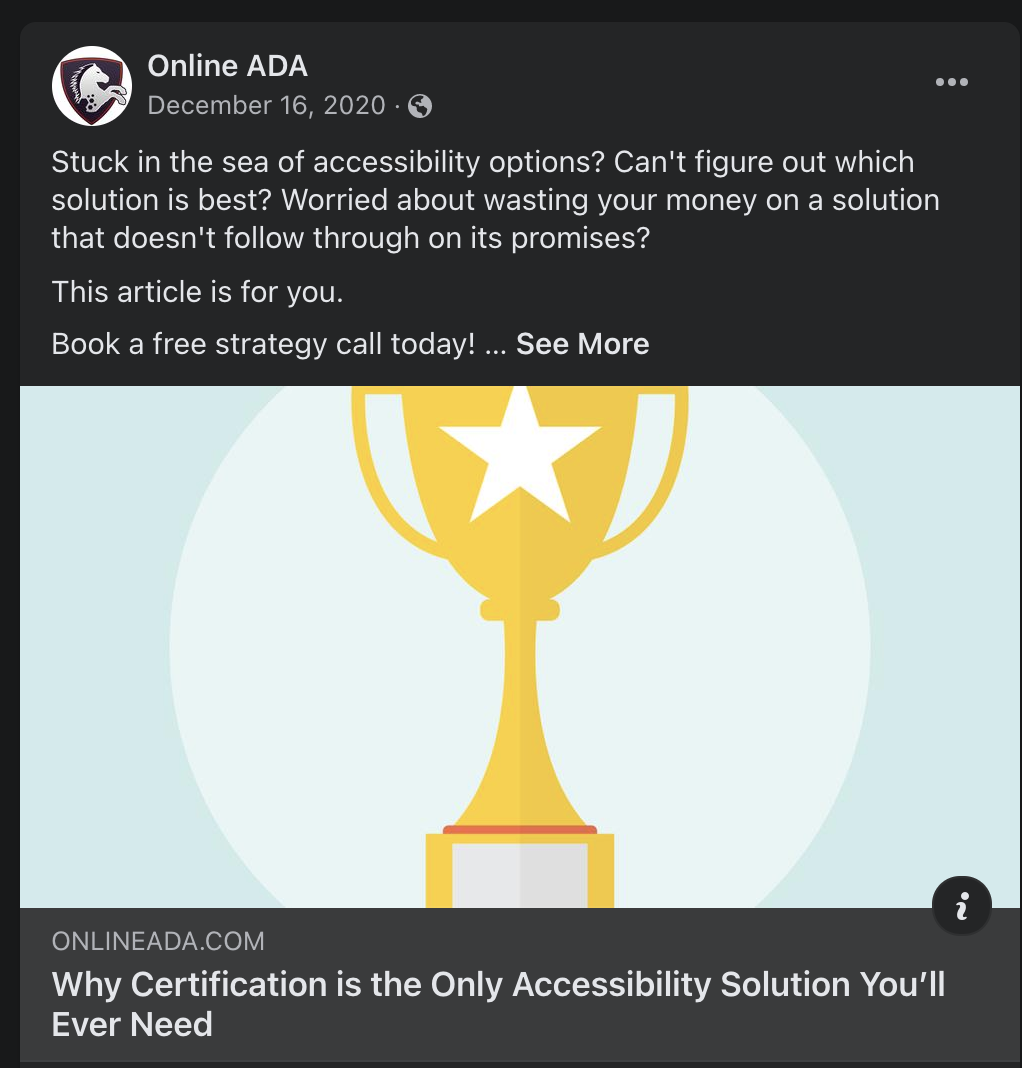 Online ADA
December 16, 2020 ·
Stuck in the sea of accessibility options? Can't figure out which
solution is best? Worried about wasting your money on a solution
that doesn't follow through on its promises?
This article is for you.
Book a free strategy call today! ... See More
ONLINEADA.COM
Why Certification is the Only Accessibility Solution You’ll
Ever Need